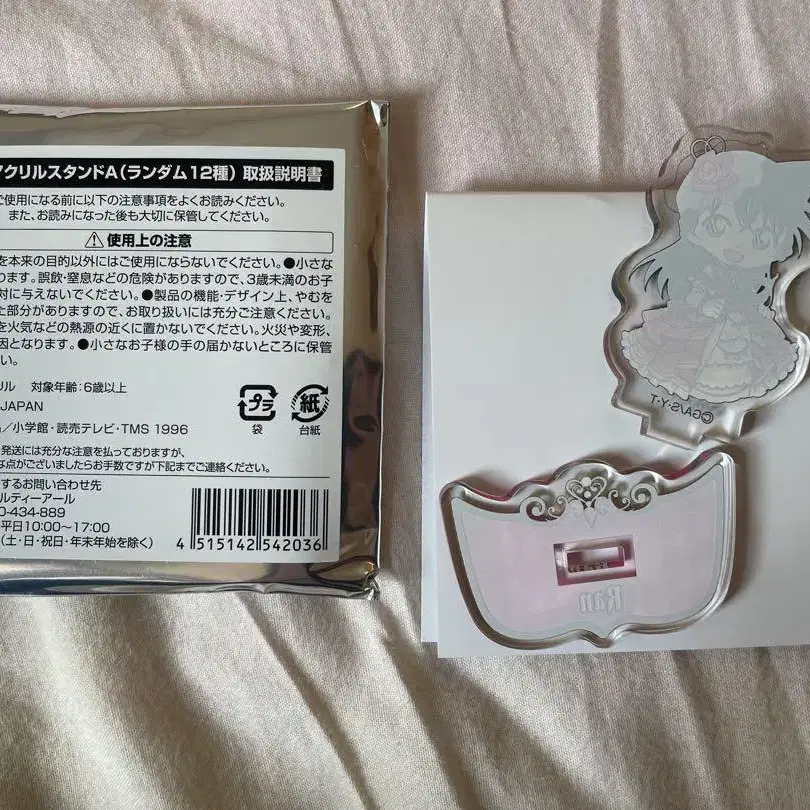 アクリルスタンドA(ランダム12種) 取扱説明書
ご使用になる前に以下の注意事項をよくお読みください。
また、お読みになった後も大切に保管してください。
⚠使用上の注意
を本来の目的以外にはご使用にならないでください。●小さな
ります。誤飲・窒息などの危険がありますので、3歳未満のお子
対に与えないでください。●製品の機能・デザイン上、やむを
た部分がありますので、お取り扱いには充分ご注意ください。
を火気などの熱源の近くに置かないでください。火災や変形、
因となります。●小さなお子様の手の届かないところに保管
い。
リル 対象年齢:6歳以上
JAPAN
プラ
袋
紙
台紙
/小学館・読売テレビ・TMS 1996
発送には充分な注意を払っておりますが、
な点がございましたらお手数ですが下記までご連絡ください。
するお問い合わせ先
ルディーアール
0-434-889
平日10:00~17:00
(土・日・祝日・年末年始を除く)
4 515142 542036
©GA/S・Y・T
Ran